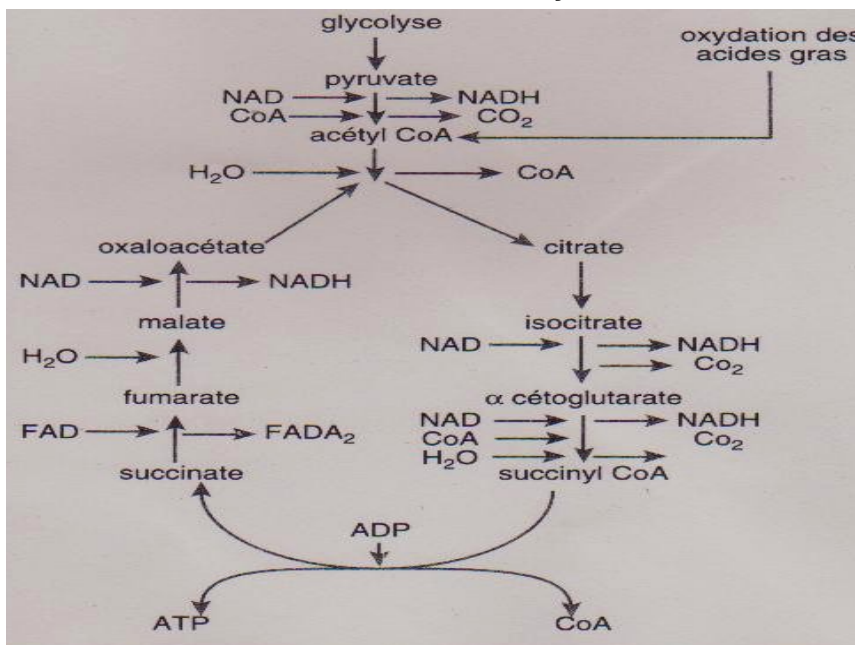 glycolyse
oxydation des
acides gras
pyruvate
NAD
NADH
CoA
CO₂
acétyl CoA
H₂O
CoA
oxaloacétate
citrate
NAD
NADH
malate
isocitrate
NAD
NADH
Co₂
H₂O
fumarate
α cétoglutarate
FAD
FADA₂
NAD
NADH
CoA
Co₂
H₂O
succinate
succinyl CoA
ADP
ATP
CoA